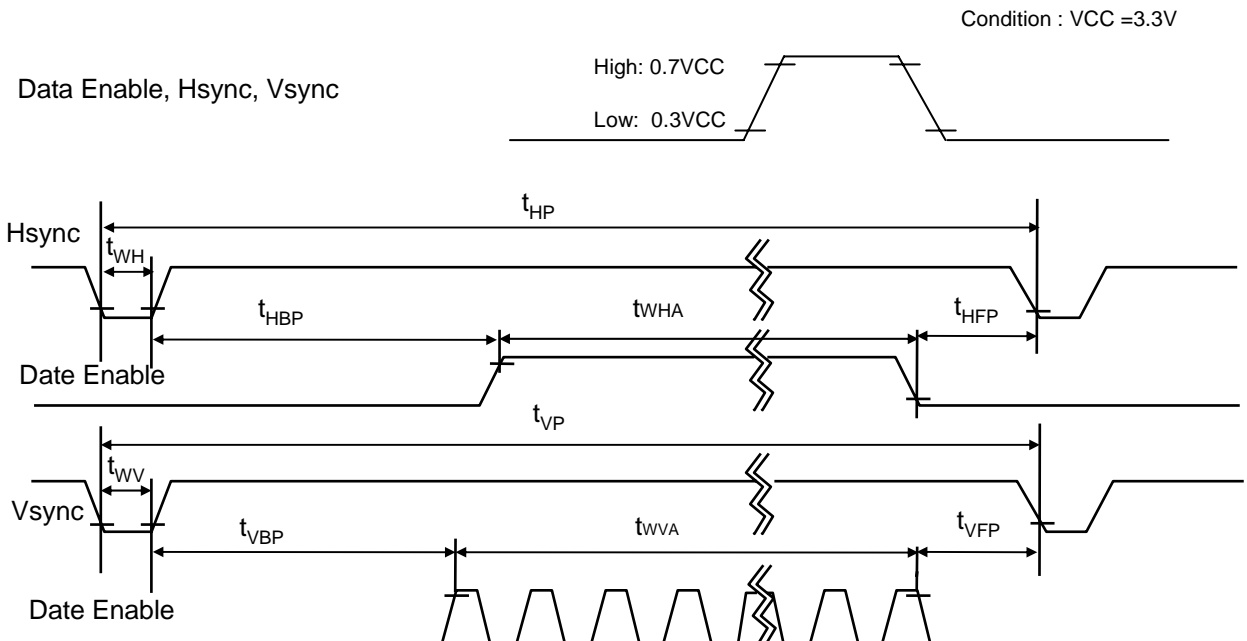 Condition : VCC =3.3V
High: 0.7VCC
Data Enable, Hsync, Vsync
Low: 0.3VCC
tHP
Hsync
tWH
tHBP
tWHA
tHFP
Date Enable
tVP
tWV
Vsync
tVBP
tWVA
tVFP
Date Enable